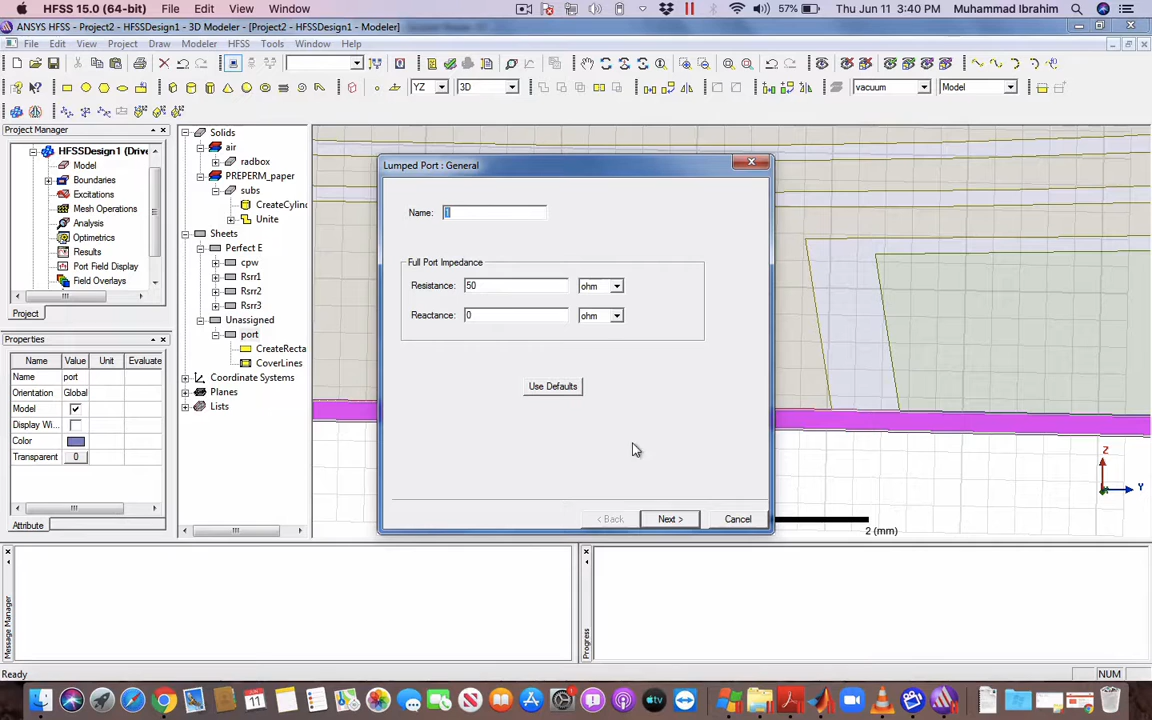 HFSS 15.0 (64-bit) File Edit View Window 57% Thu Jun 11 3:40 PM Muhammad Ibrahim
ANSYS HFSS - Project2 - HFSSDesign1 - 3D Modeler - [Project2 - HFSSDesign1 - Modeler]
File Edit View Project Draw Modeler HFSS Tools Window Help
YZ 3D vacuum Model
Project Manager
HFSSDesign1 (Drive
Model
Boundaries
Excitations
Mesh Operations
Analysis
Optimetrics
Results
Port Field Display
Field Overlays
Project
Properties
Name Value Unit Evaluate
Name port
Orientation Global
Model
Display Wi...
Color
Transparent 0
Attribute
Solids
air
radbox
PREPERM_paper
subs
CreateCylind
Unite
Sheets
Perfect E
cpw
Rsrr1
Rsrr2
Rsrr3
Unassigned
port
CreateRecta
CoverLines
Coordinate Systems
Planes
Lists
Lumped Port : General
Name: 1
Full Port Impedance
Resistance: 50 ohm
Reactance: 0 ohm
Use Defaults
< Back Next > Cancel
Z
Y
2 (mm)
Message Manager
Progress
Ready NUM